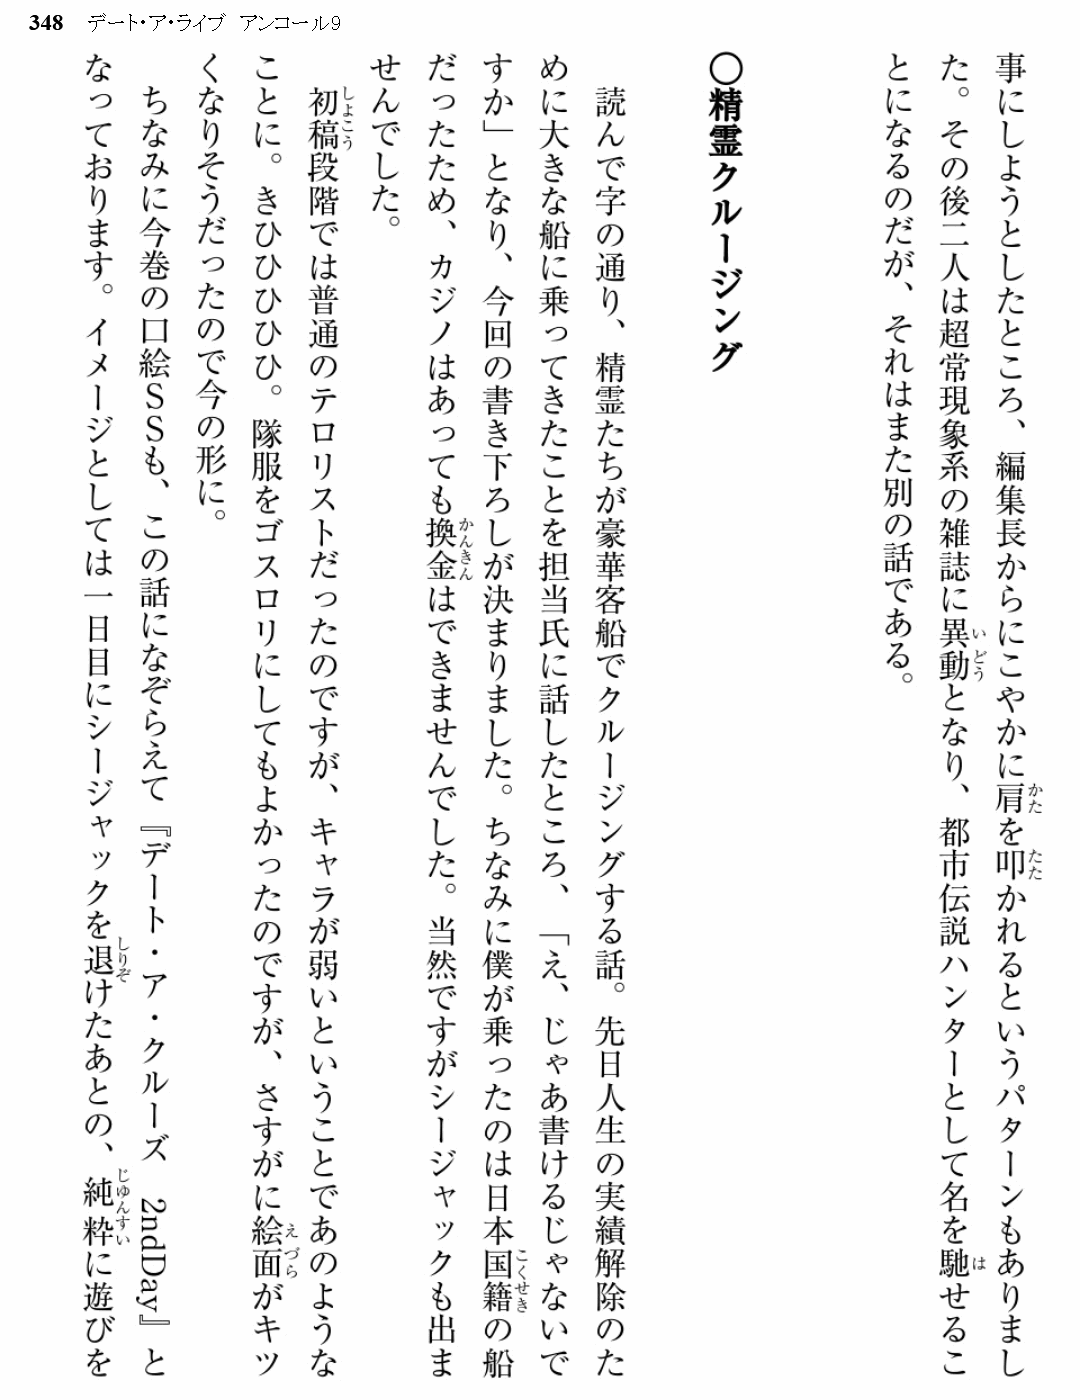 348 デート・ア・ライブ アンコール9
事にしようとしたところ、編集長からにこやかに肩を叩かれるというパターンもありまし
た。その後二人は超常現象系の雑誌に異動となり、都市伝説ハンターとして名を馳せるこ
とになるのだが、それはまた別の話である。
〇精霊クルージング
読んで字の通り、精霊たちが豪華客船でクルージングする話。先日人生の実績解除のた
めに大きな船に乗ってきたことを担当氏に話したところ、「え、じゃあ書けるじゃないで
すか」となり、今回の書き下ろしが決まりました。ちなみに僕が乗ったのは日本国籍の船
だったため、カジノはあっても換金はできませんでした。当然ですがシージャックも出ま
せんでした。
初稿段階では普通のテロリストだったのですが、キャラが弱いということであのような
ことに。きひひひひひ。隊服をゴスロリにしてもよかったのですが、さすがに絵面がキツ
くなりそうだったので今の形に。
ちなみに今巻の口絵ＳＳも、この話になぞらえて『デート・ア・クルーズ 2ndDay』と
なっております。イメージとしては一日目にシージャックを退けたあとの、純粋に遊びを